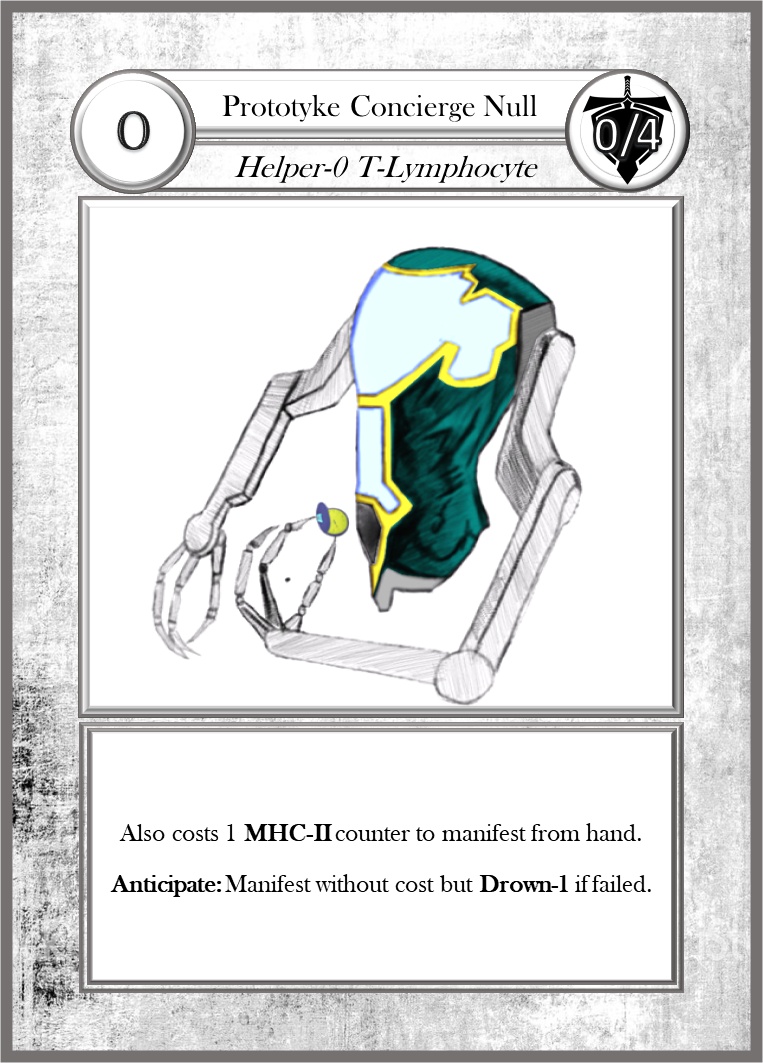 0
Prototyke Concierge Null
0/4
Helper-0 T-Lymphocyte
Also costs 1 MHC-II counter to manifest from hand.
Anticipate: Manifest without cost but Drown-1 if failed.